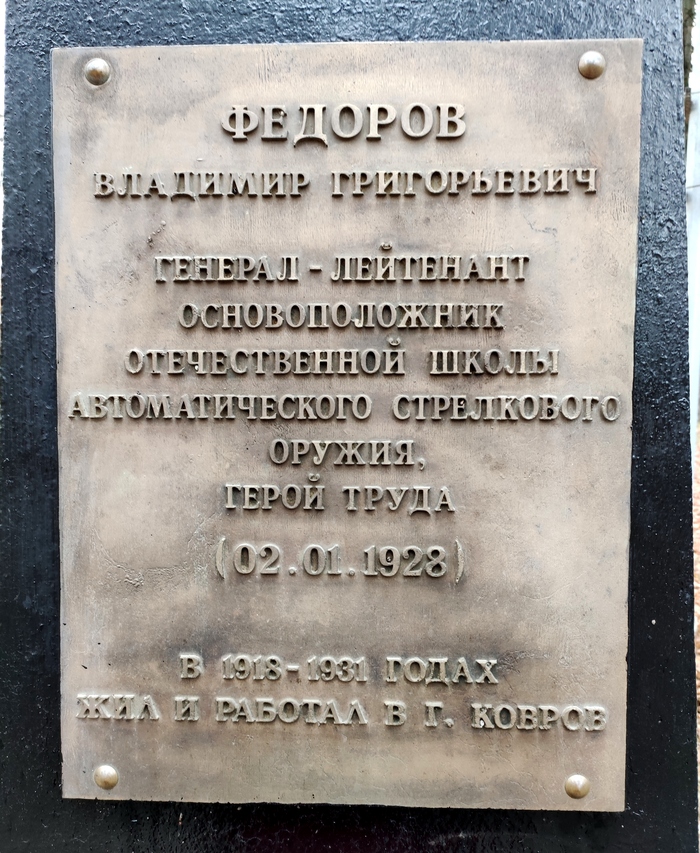 ФЕДОРОВ
ВЛАДИМИР ГРИГОРЬЕВИЧ
ГЕНЕРАЛ - ЛЕЙТЕНАНТ
ОСНОВОПОЛОЖНИК
ОТЕЧЕСТВЕННОЙ ШКОЛЫ
АВТОМАТИЧЕСКОГО СТРЕЛКОВОГО
ОРУЖИЯ,
ГЕРОЙ ТРУДА
(02.01.1928)
В 1918-1931 ГОДАХ
ЖИЛ И РАБОТАЛ В Г. КОВРОВ